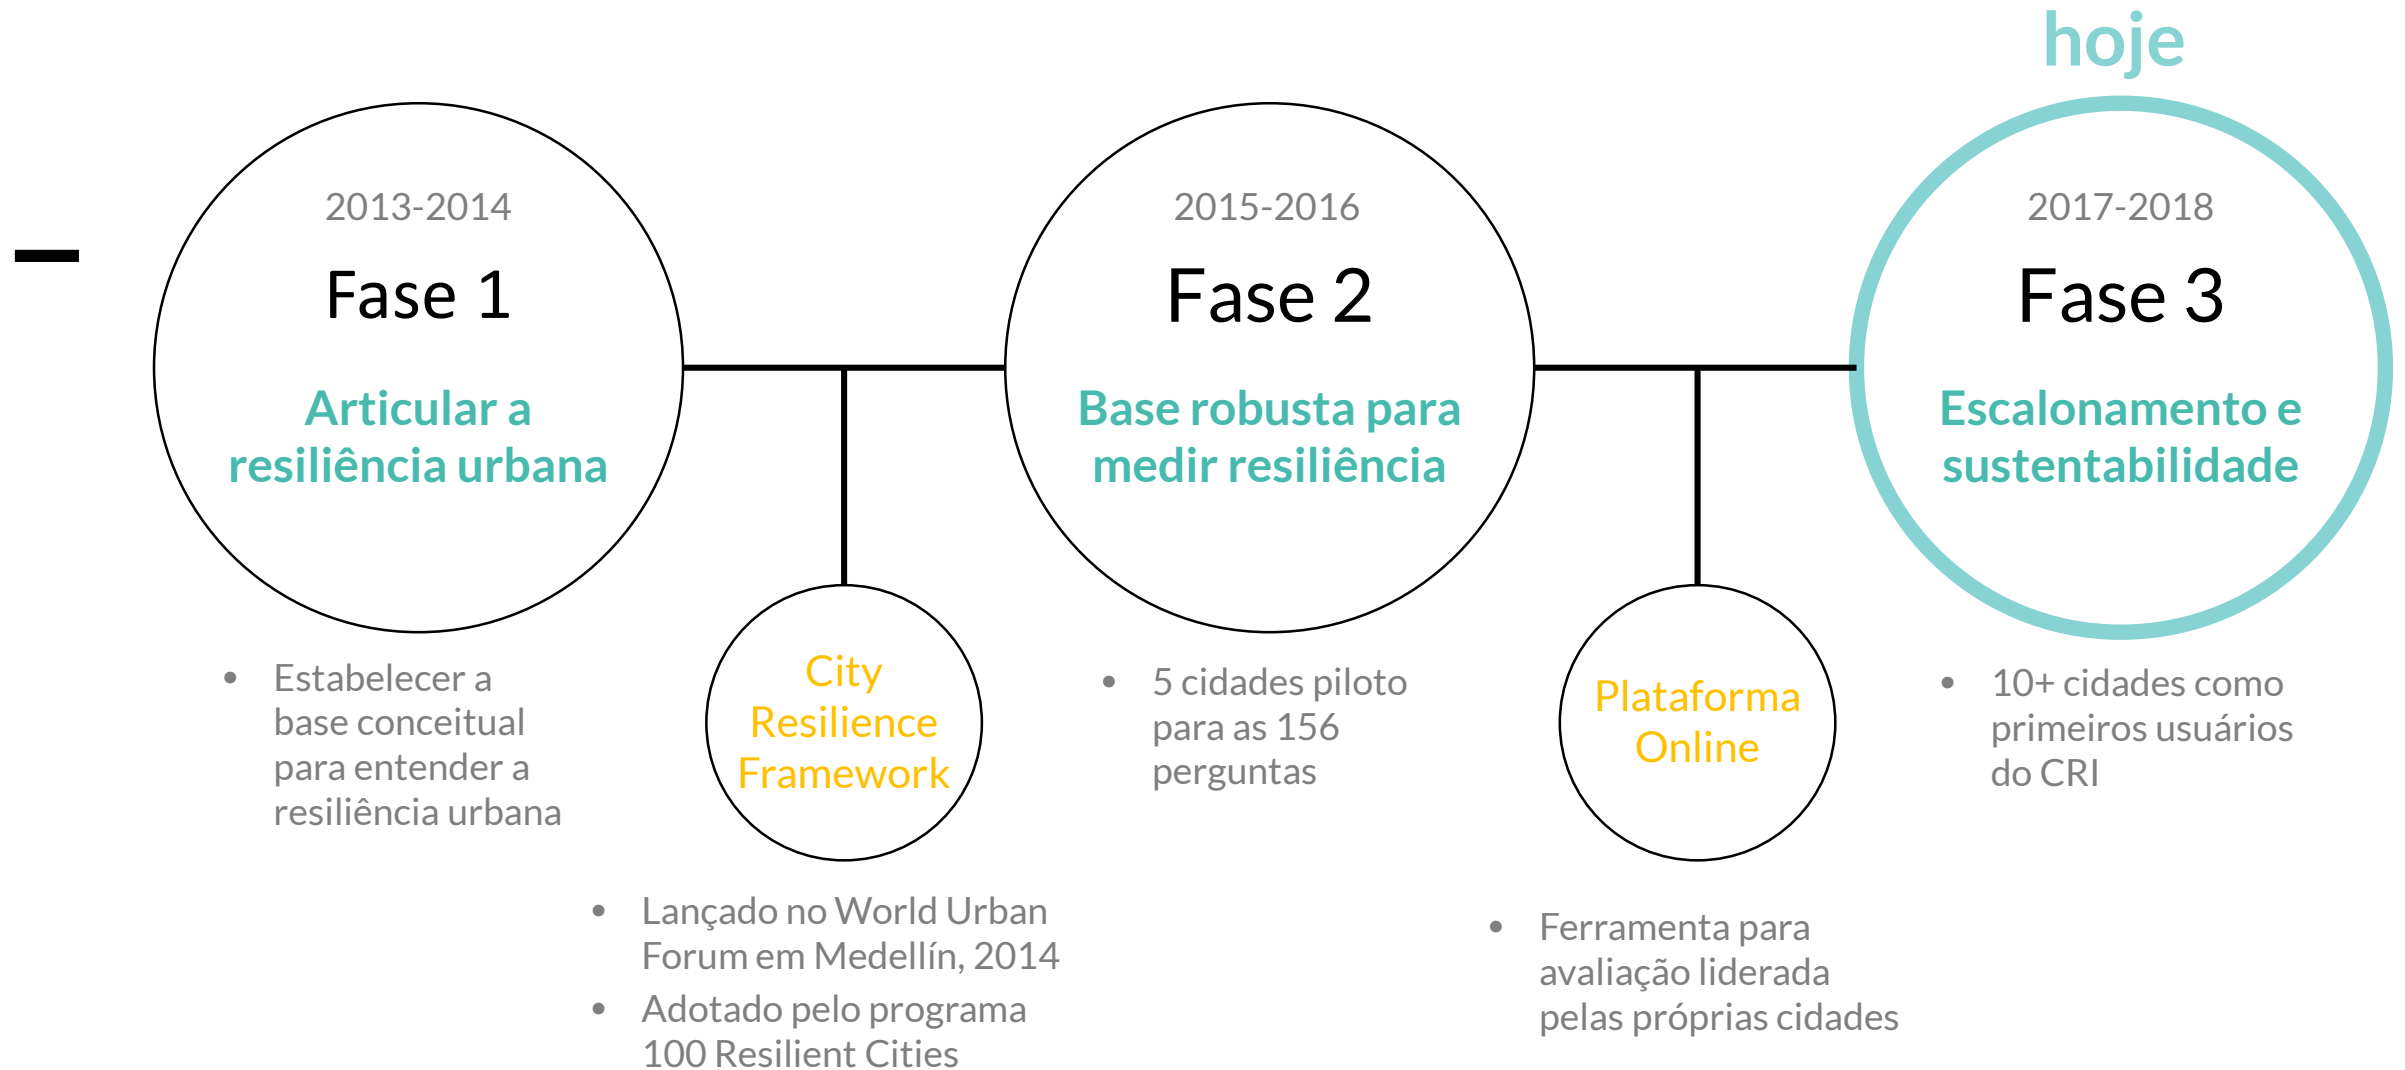 hoje
2013-2014
Fase 1
Articular a
resiliência urbana
• Estabelecer a
base conceitual
para entender a
resiliência urbana
City
Resilience
Framework
• Lançado no World Urban
Forum em Medellín, 2014
• Adotado pelo programa
100 Resilient Cities
2015-2016
Fase 2
Base robusta para
medir resiliência
• 5 cidades piloto
para as 156
perguntas
Plataforma
Online
• Ferramenta para
avaliação liderada
pelas próprias cidades
2017-2018
Fase 3
Escalonamento e
sustentabilidade
• 10+ cidades como
primeiros usuários
do CRI